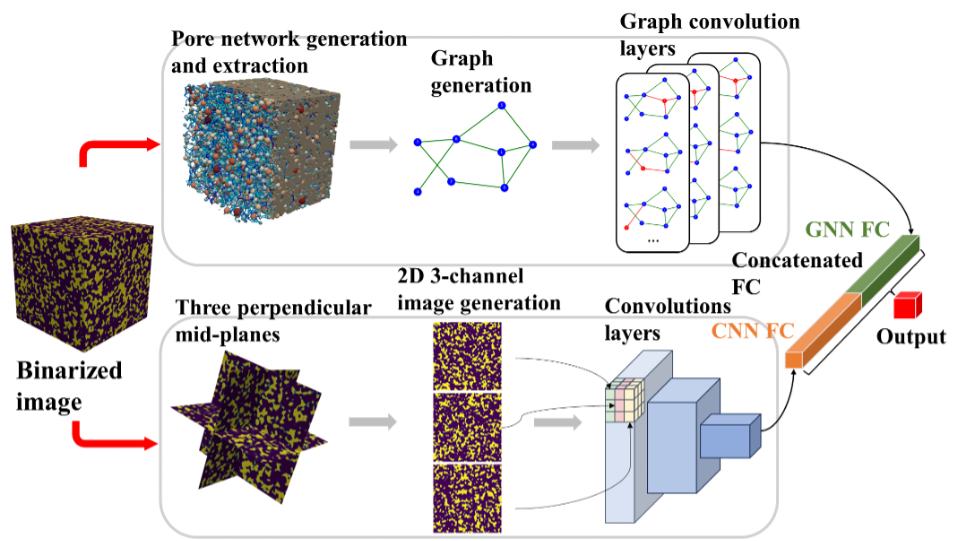 Pore network generation
and extraction
Graph
generation
Graph convolution
layers
...
Binarized
image
Three perpendicular
mid-planes
2D 3-channel
image generation
Convolutions
layers
GNN FC
Concatenated
FC
CNN FC
Output